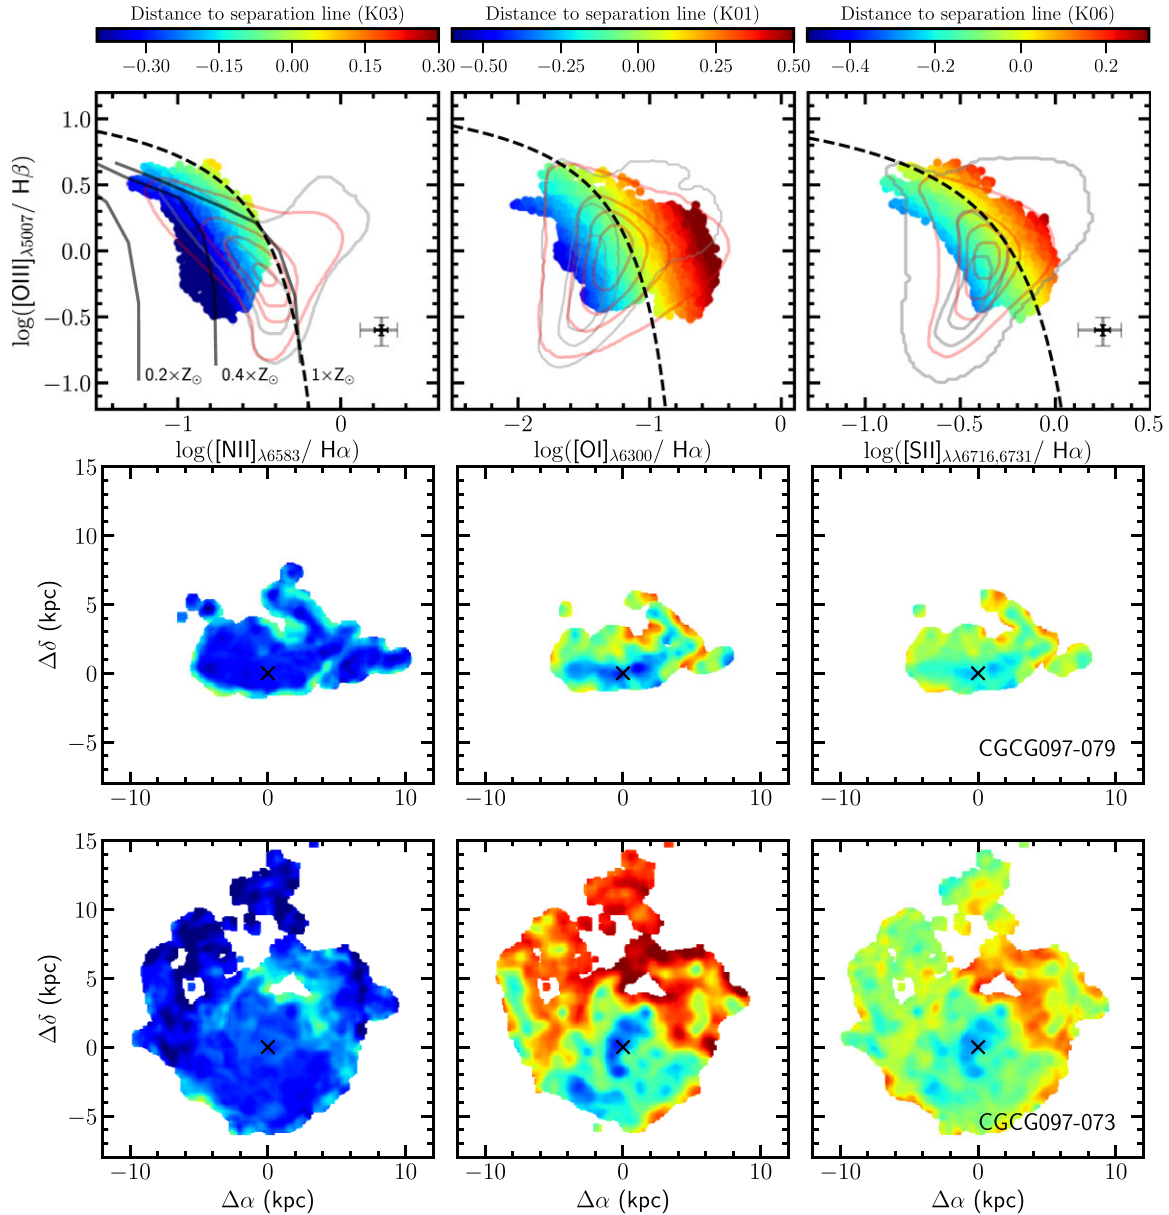 Distance to separation line (K03) Distance to separation line (K01) Distance to separation line (K06)
−0.30 −0.15 0.00 0.15 0.30 −0.50 −0.25 0.00 0.25 0.50 −0.4 −0.2 0.0 0.2
log([OIII]λ5007/ Hβ)
1.0
0.5
0.0
−0.5
−1.0
0.2×Z⊙ 0.4×Z⊙ 1×Z⊙
−1 0 −2 −1 0 −1.0 −0.5 0.0 0.5
log([NII]λ6583/ Hα) log([OI]λ6300/ Hα) log([SII]λλ6716,6731/ Hα)
Δδ (kpc)
15
10
5
0
−5
CGCG097-079
−10 0 10 −10 0 10 −10 0 10
Δδ (kpc)
15
10
5
0
−5
CGCG097-073
−10 0 10 −10 0 10 −10 0 10
Δα (kpc) Δα (kpc) Δα (kpc)